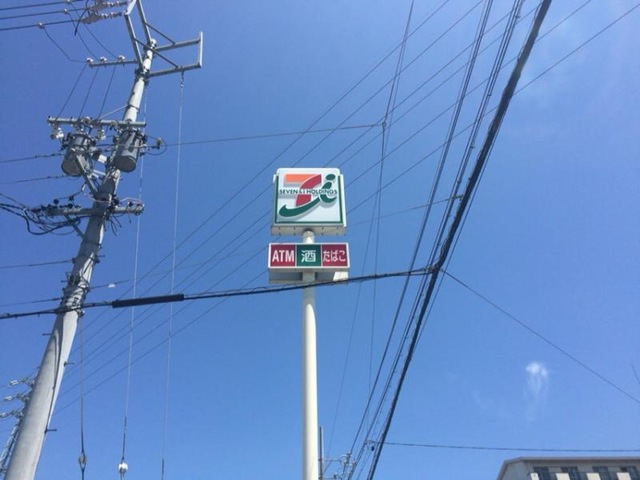 SEVEN & i HOLDINGS
ATM 酒 たばこ